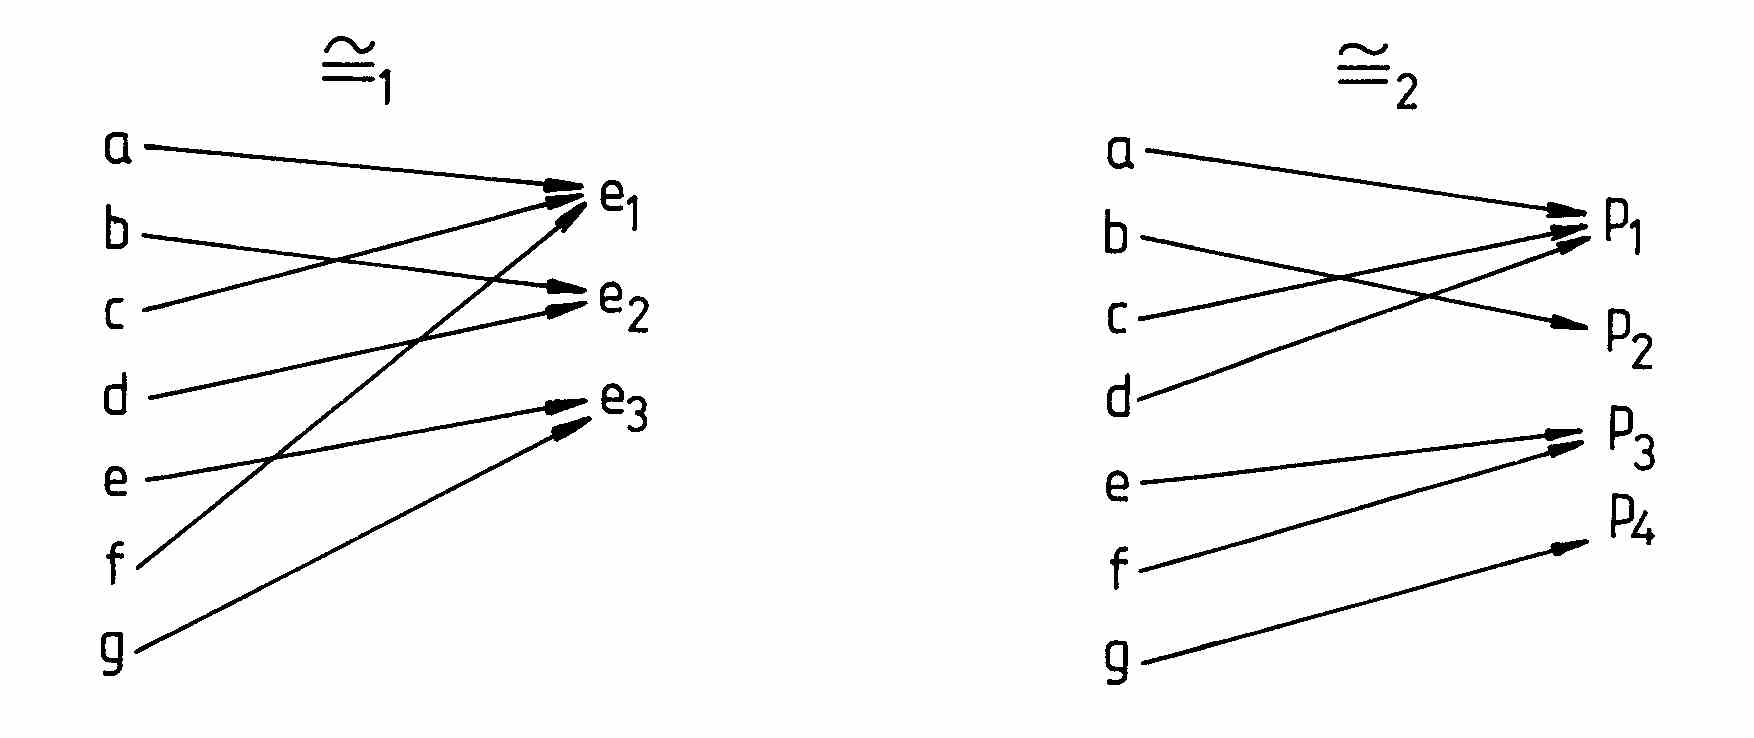 ≅₁ ≅₂
a a
e₁ p₁
b b
c c
e₂ p₂
d d
e₃ p₃
e e
p₄
f f
g g